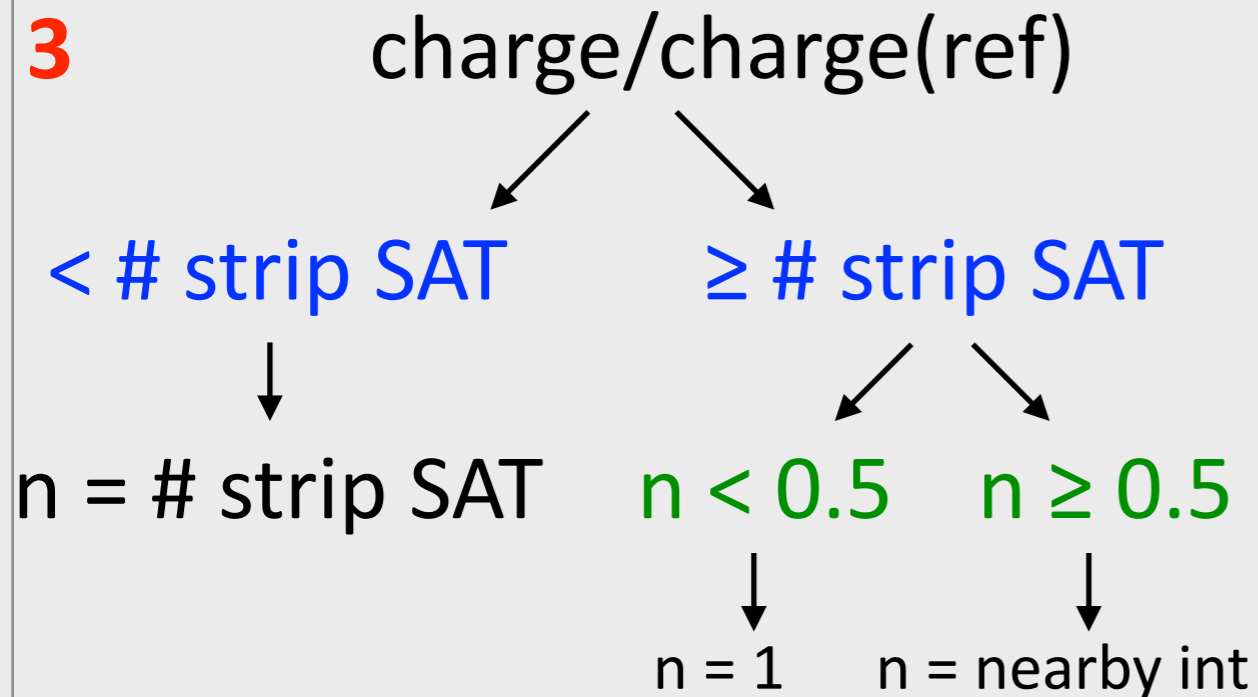 3 charge/charge(ref)
< # strip SAT ≥ # strip SAT
n = # strip SAT n < 0.5 n ≥ 0.5
n = 1 n = nearby int